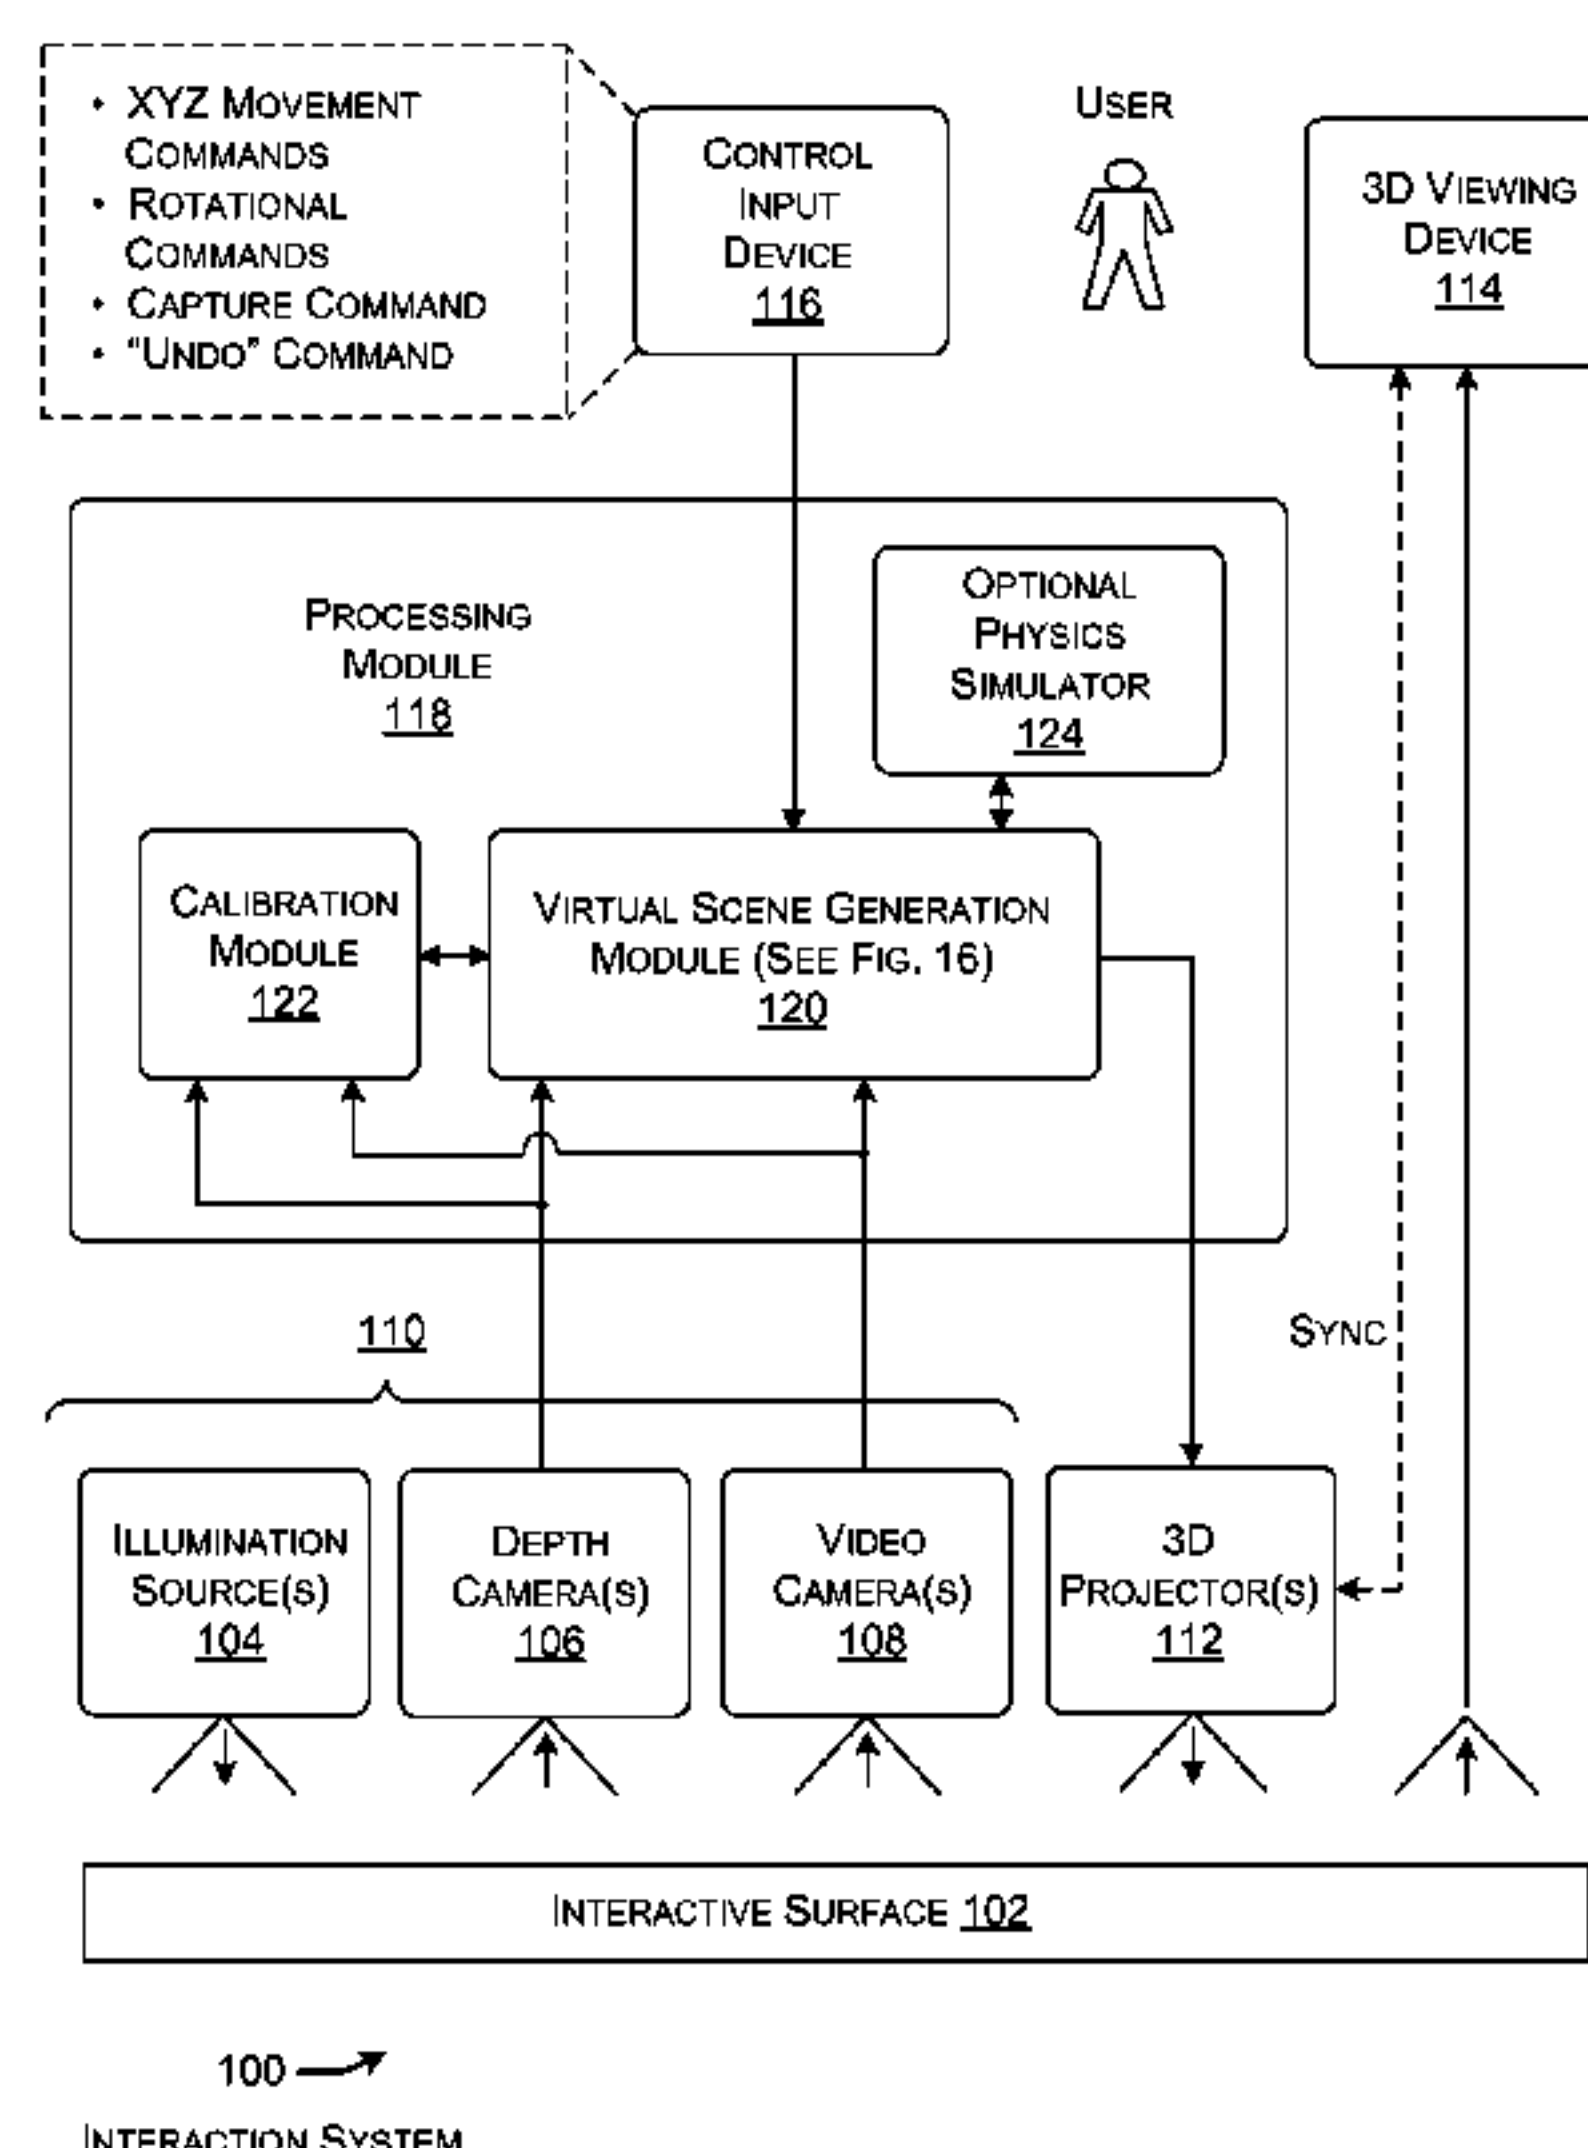 • XYZ MOVEMENT
COMMANDS
• ROTATIONAL
COMMANDS
• CAPTURE COMMAND
• “UNDO” COMMAND
CONTROL
INPUT
DEVICE
116
USER
3D VIEWING
DEVICE
114
PROCESSING
MODULE
118
OPTIONAL
PHYSICS
SIMULATOR
124
CALIBRATION
MODULE
122
VIRTUAL SCENE GENERATION
MODULE (SEE FIG. 16)
120
110
SYNC
ILLUMINATION
SOURCE(S)
104
DEPTH
CAMERA(S)
106
VIDEO
CAMERA(S)
108
3D
PROJECTOR(S)
112
INTERACTIVE SURFACE 102
100
INTERACTION SYSTEM